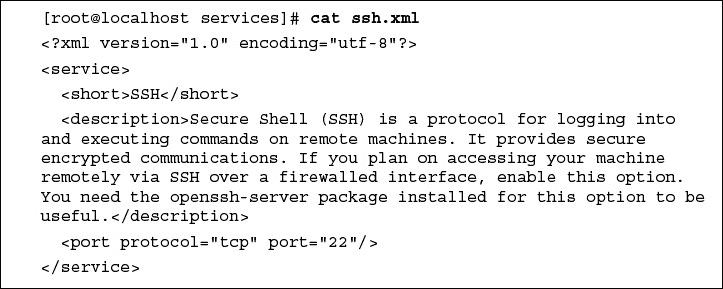 [root@localhost services]# cat ssh.xml
<?xml version="1.0" encoding="utf-8"?>
<service>
  <short>SSH</short>
  <description>Secure Shell (SSH) is a protocol for logging into
and executing commands on remote machines. It provides secure
encrypted communications. If you plan on accessing your machine
remotely via SSH over a firewalled interface, enable this option.
You need the openssh-server package installed for this option to be
useful.</description>
  <port protocol="tcp" port="22"/>
</service>